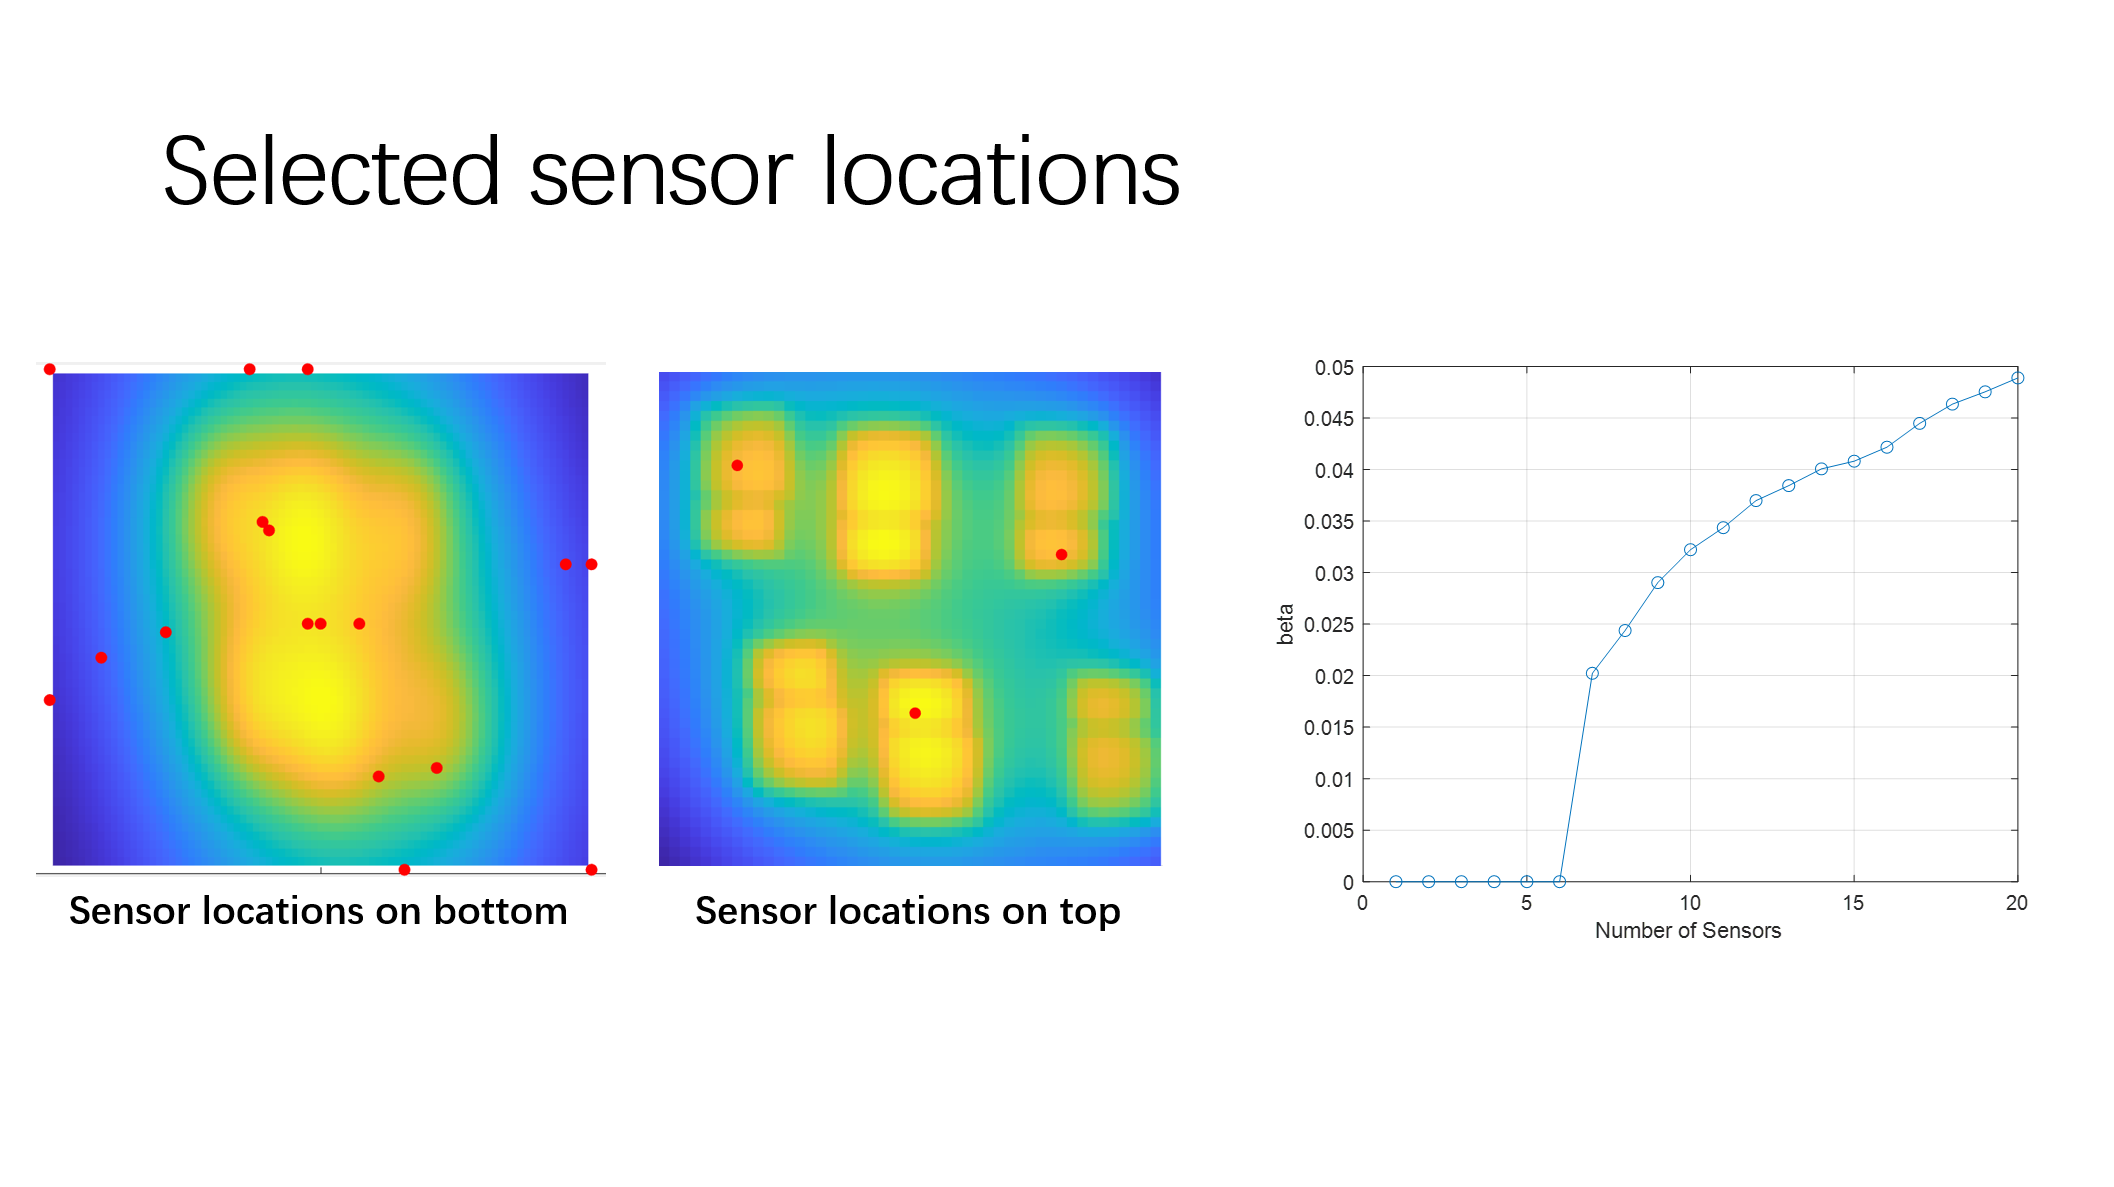 Selected sensor locations
Sensor locations on bottom
Sensor locations on top
0.05
0.045
0.04
0.035
0.03
0.025
0.02
0.015
0.01
0.005
0
beta
0 5 10 15 20
Number of Sensors